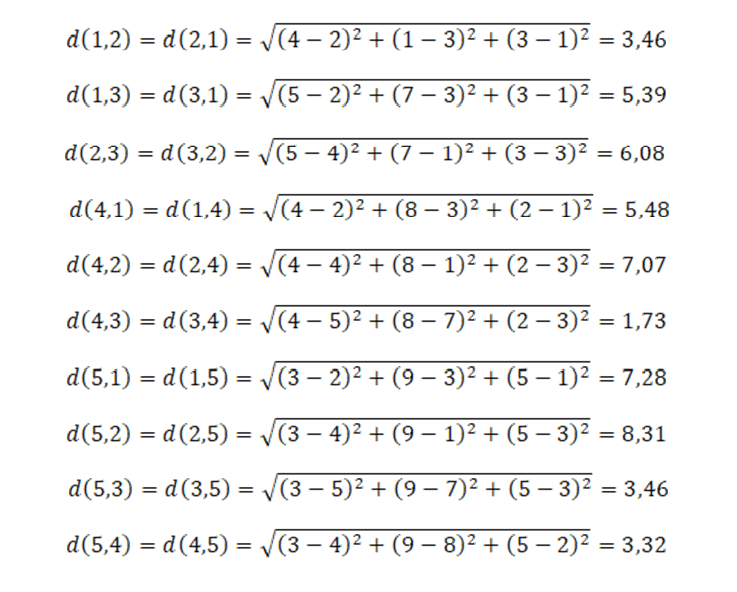 d(1,2) = d(2,1) = √(4 − 2)² + (1 − 3)² + (3 − 1)² = 3,46
d(1,3) = d(3,1) = √(5 − 2)² + (7 − 3)² + (3 − 1)² = 5,39
d(2,3) = d(3,2) = √(5 − 4)² + (7 − 1)² + (3 − 3)² = 6,08
d(4,1) = d(1,4) = √(4 − 2)² + (8 − 3)² + (2 − 1)² = 5,48
d(4,2) = d(2,4) = √(4 − 4)² + (8 − 1)² + (2 − 3)² = 7,07
d(4,3) = d(3,4) = √(4 − 5)² + (8 − 7)² + (2 − 3)² = 1,73
d(5,1) = d(1,5) = √(3 − 2)² + (9 − 3)² + (5 − 1)² = 7,28
d(5,2) = d(2,5) = √(3 − 4)² + (9 − 1)² + (5 − 3)² = 8,31
d(5,3) = d(3,5) = √(3 − 5)² + (9 − 7)² + (5 − 3)² = 3,46
d(5,4) = d(4,5) = √(3 − 4)² + (9 − 8)² + (5 − 2)² = 3,32